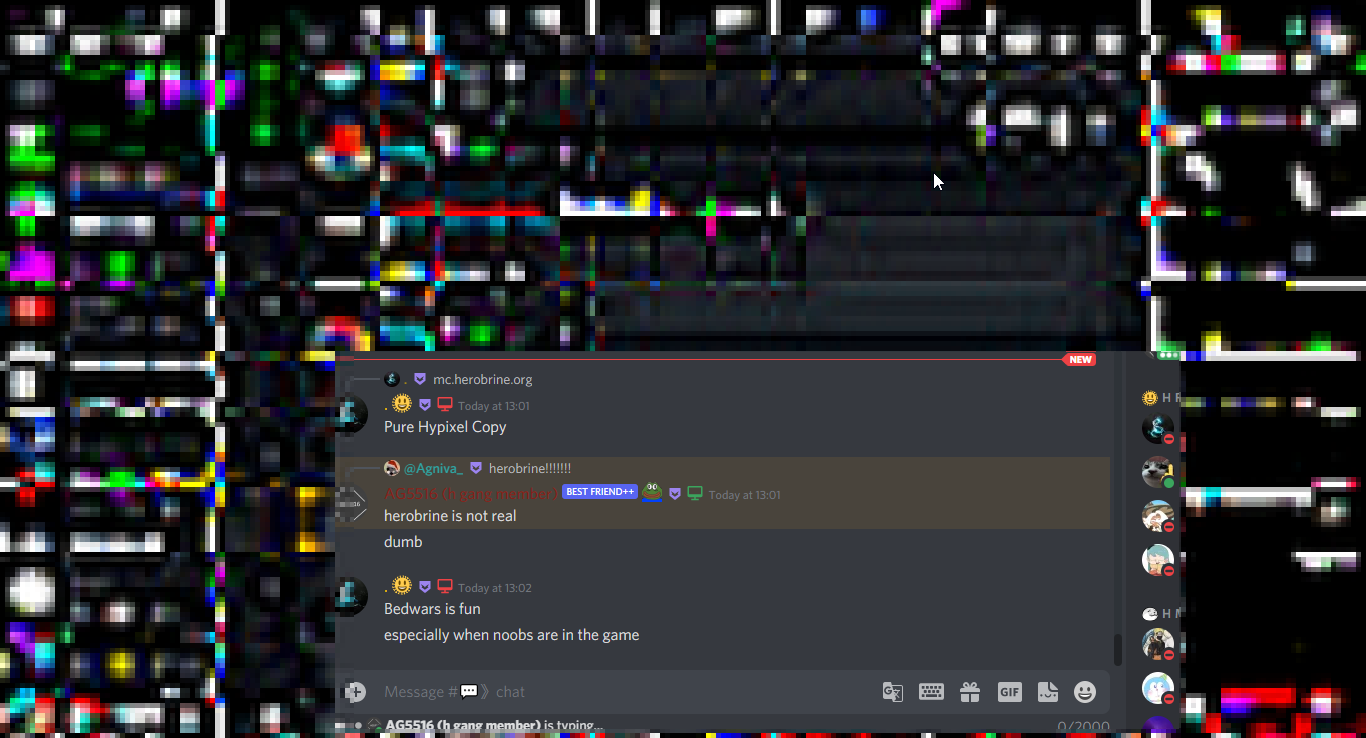 NEW
. mc.herobrine.org
. Today at 13:01
Pure Hypixel Copy
@Agniva_ herobrine!!!!!!!
AG5516 (h gang member) BEST FRIEND++ Today at 13:01
herobrine is not real
dumb
. Today at 13:02
Bedwars is fun
especially when noobs are in the game
Message #💬》chat
GIF
AG5516 (h gang member) is typing...
0/2000